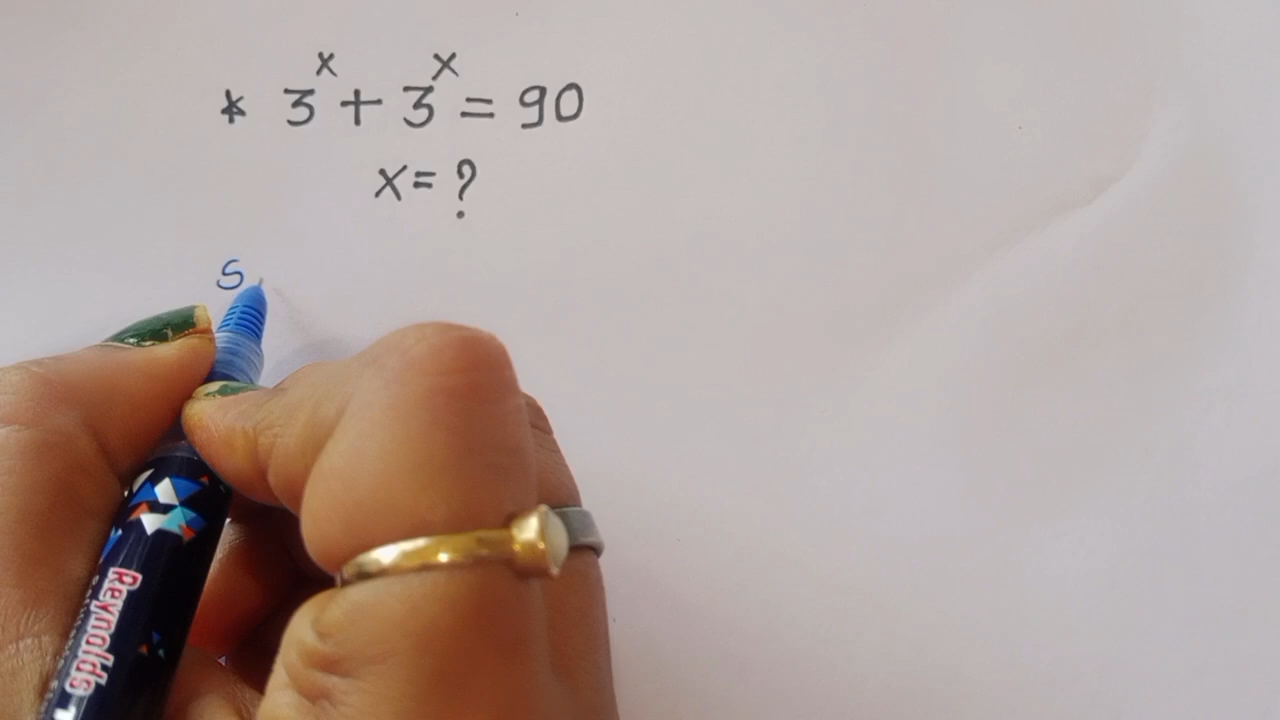 * 3^x + 3^x = 90
x = ?
S
Reynolds